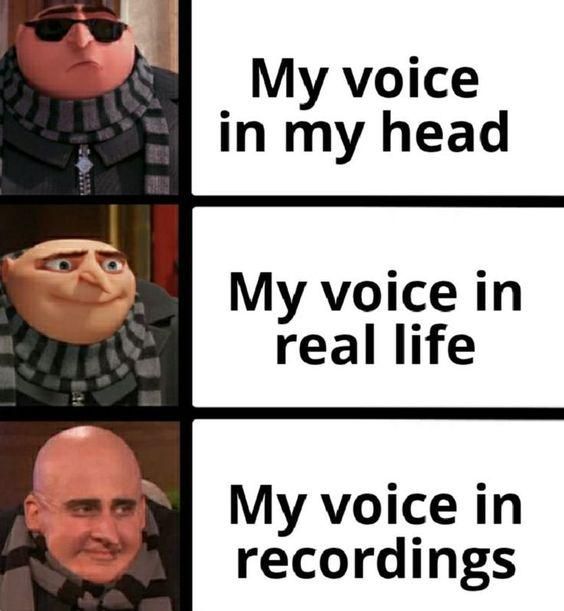 My voice
in my head
My voice in
real life
My voice in
recordings